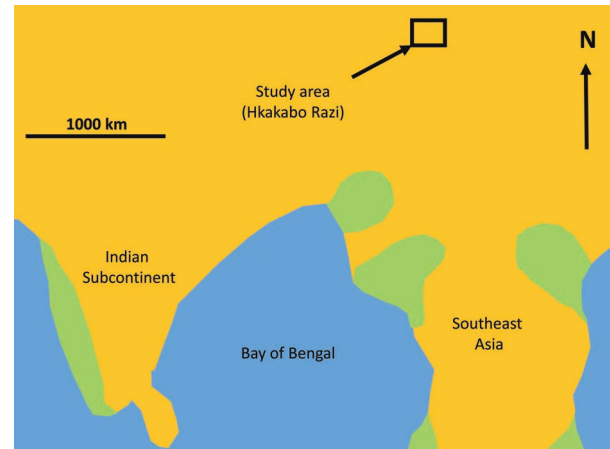 N
Study area
(Hkakabo Razi)
1000 km
Indian
Subcontinent
Bay of Bengal
Southeast
Asia